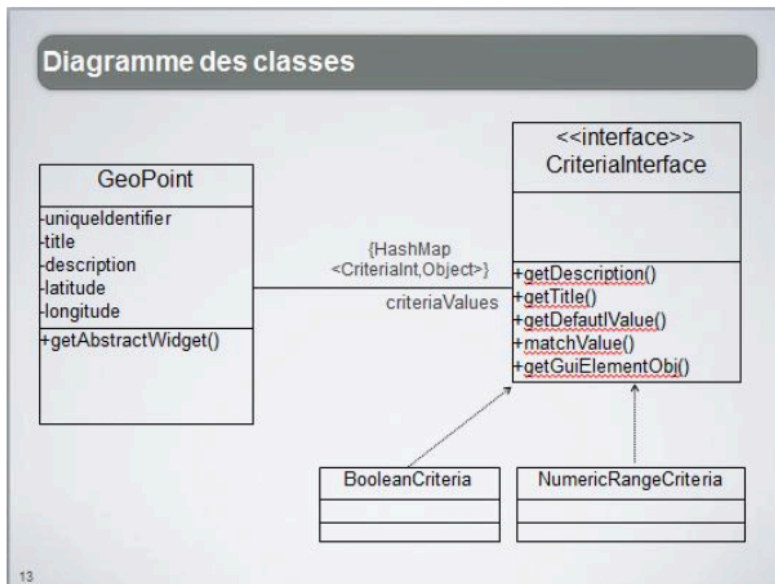 Diagramme des classes
GeoPoint
-uniqueIdentifier
-title
-description
-latitude
-longitude
+getAbstractWidget()
{HashMap
<CriteriaInt,Object>}
criteriaValues
<<interface>>
CriteriaInterface
+getDescription()
+getTitle()
+getDefautlValue()
+matchValue()
+getGuiElementObj()
BooleanCriteria
NumericRangeCriteria
13